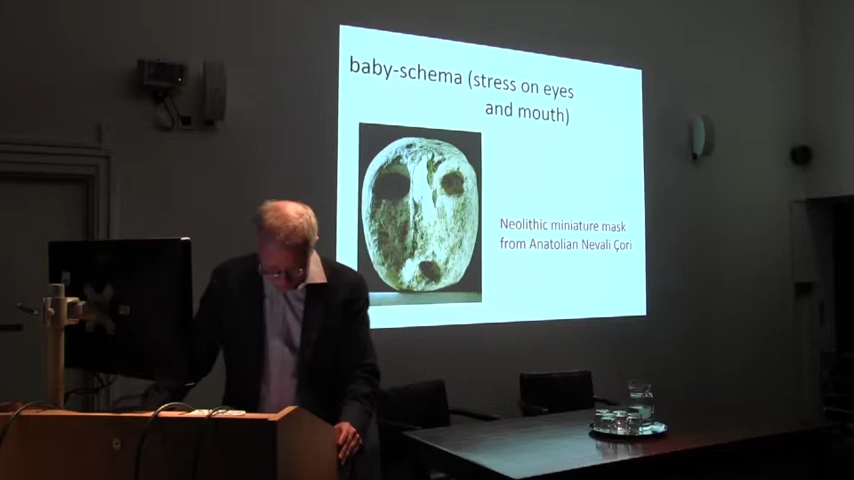 baby-schema (stress on eyes
and mouth)
Neolithic miniature mask
from Anatolian Nevali Çori